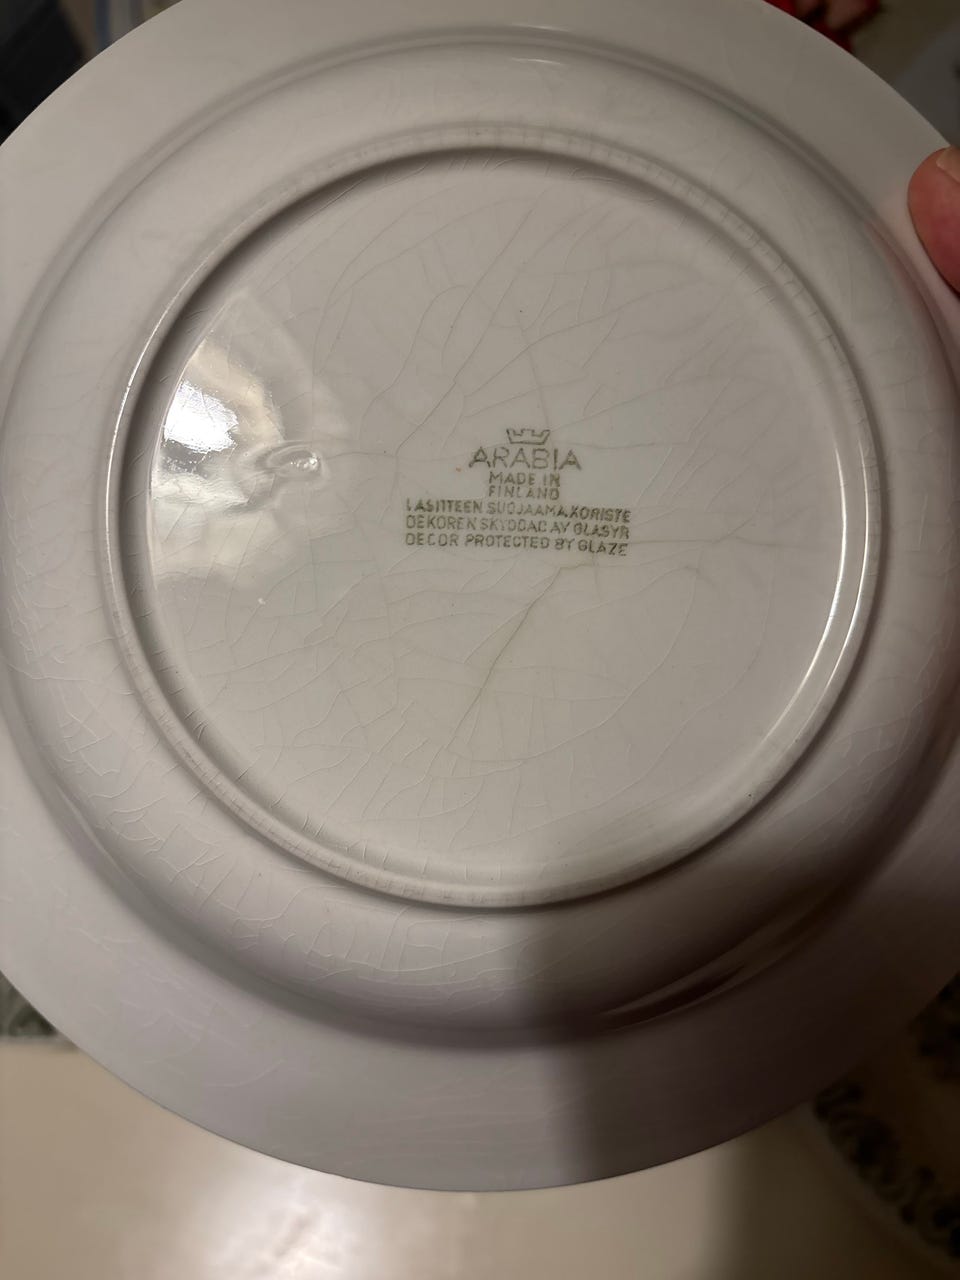 ARABIA
MADE IN
FINLAND
LASITTEEN SUOJAAMA KORISTE
DEKOREN SKYDDAD AV GLASYR
DECOR PROTECTED BY GLAZE